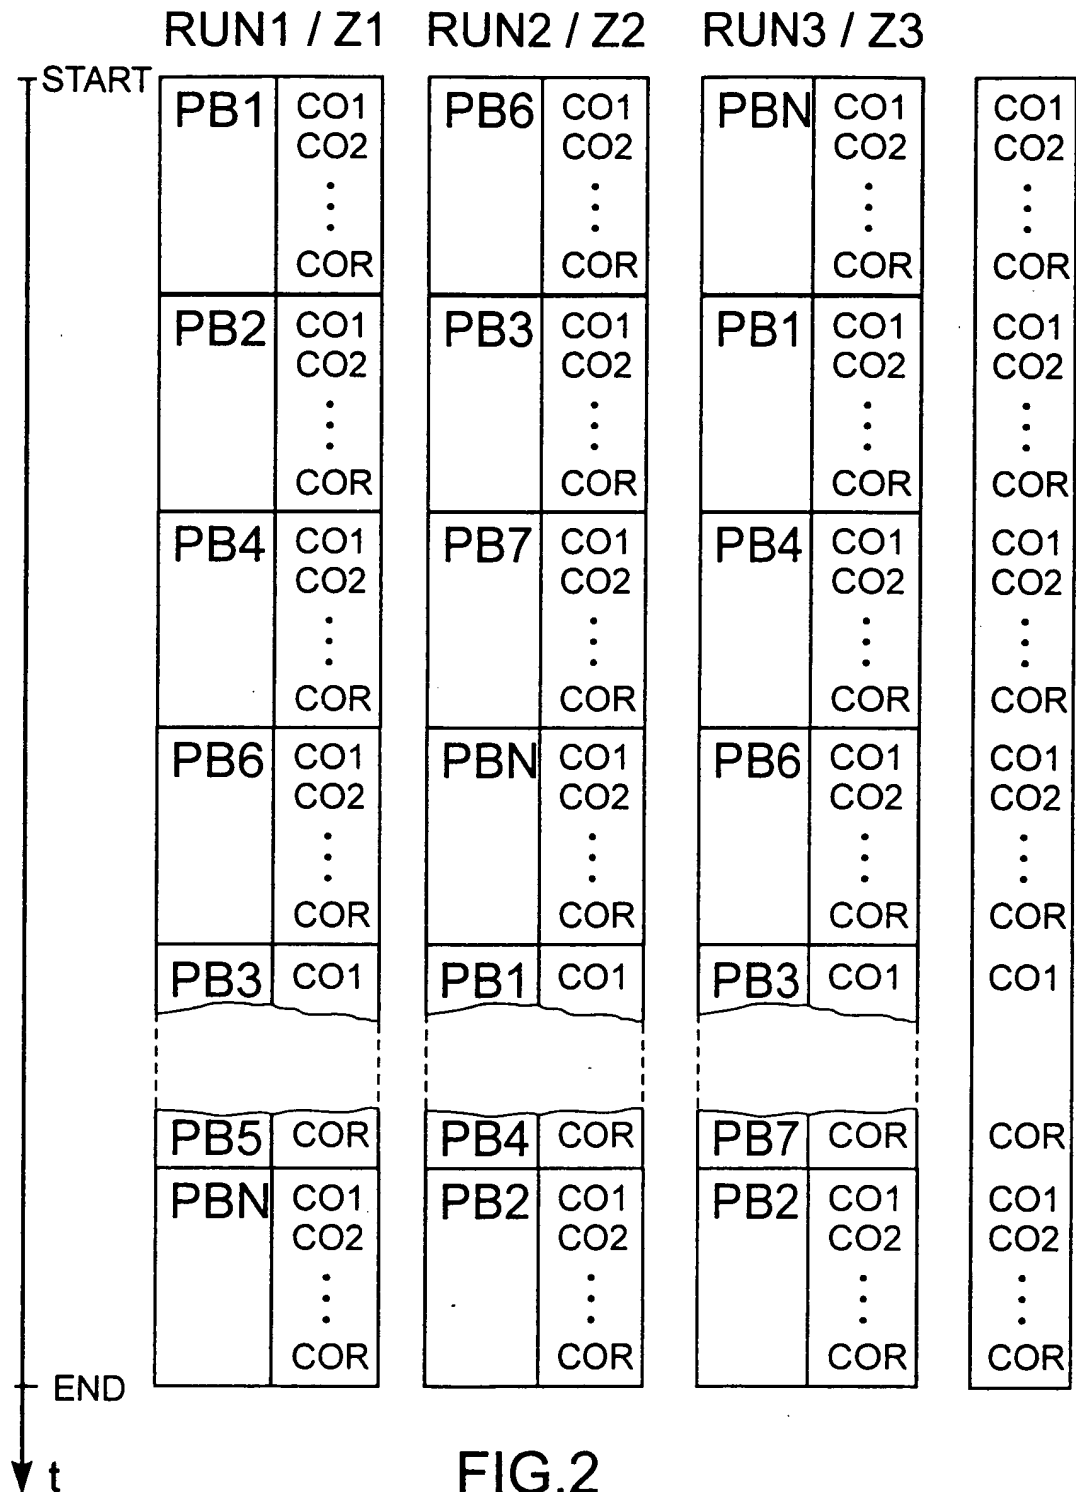 RUN1 / Z1 RUN2 / Z2 RUN3 / Z3
START PB1 CO1 PB6 CO1 PBN CO1 CO1
CO2 CO2 CO2 CO2
COR COR COR COR
PB2 CO1 PB3 CO1 PB1 CO1 CO1
CO2 CO2 CO2 CO2
COR COR COR COR
PB4 CO1 PB7 CO1 PB4 CO1 CO1
CO2 CO2 CO2 CO2
COR COR COR COR
PB6 CO1 PBN CO1 PB6 CO1 CO1
CO2 CO2 CO2 CO2
COR COR COR COR
PB3 CO1 PB1 CO1 PB3 CO1 CO1
PB5 COR PB4 COR PB7 COR COR
PBN CO1 PB2 CO1 PB2 CO1 CO1
CO2 CO2 CO2 CO2
COR COR COR COR
END
t
FIG.2